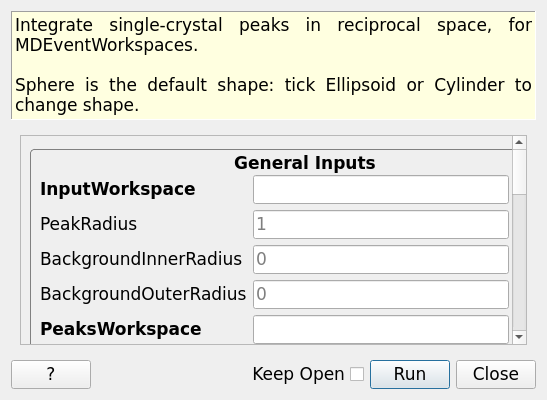 Integrate single-crystal peaks in reciprocal space, for
MDEventWorkspaces.
Sphere is the default shape: tick Ellipsoid or Cylinder to
change shape.
General Inputs
InputWorkspace
PeakRadius 1
BackgroundInnerRadius 0
BackgroundOuterRadius 0
PeaksWorkspace
? Keep Open Run Close